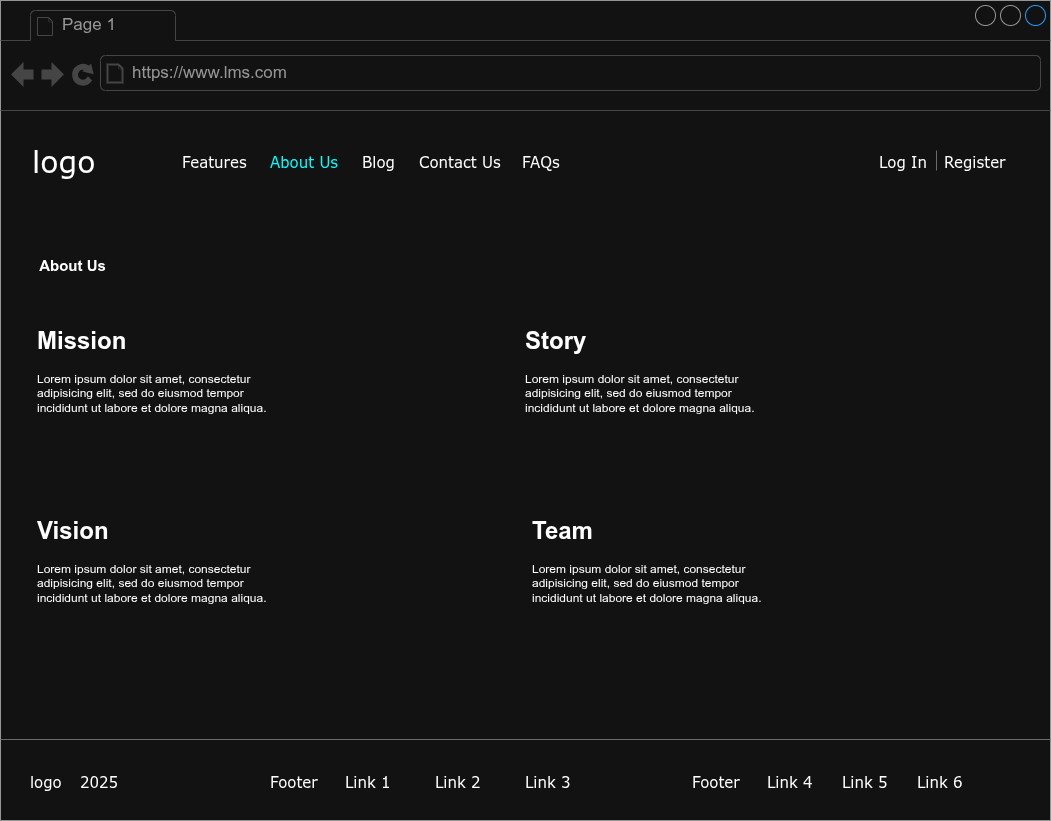 Page 1
https://www.lms.com
logo Features About Us Blog Contact Us FAQs Log In Register
About Us
Mission
Lorem ipsum dolor sit amet, consectetur
adipisicing elit, sed do eiusmod tempor
incididunt ut labore et dolore magna aliqua.
Story
Lorem ipsum dolor sit amet, consectetur
adipisicing elit, sed do eiusmod tempor
incididunt ut labore et dolore magna aliqua.
Vision
Lorem ipsum dolor sit amet, consectetur
adipisicing elit, sed do eiusmod tempor
incididunt ut labore et dolore magna aliqua.
Team
Lorem ipsum dolor sit amet, consectetur
adipisicing elit, sed do eiusmod tempor
incididunt ut labore et dolore magna aliqua.
logo 2025 Footer Link 1 Link 2 Link 3 Footer Link 4 Link 5 Link 6